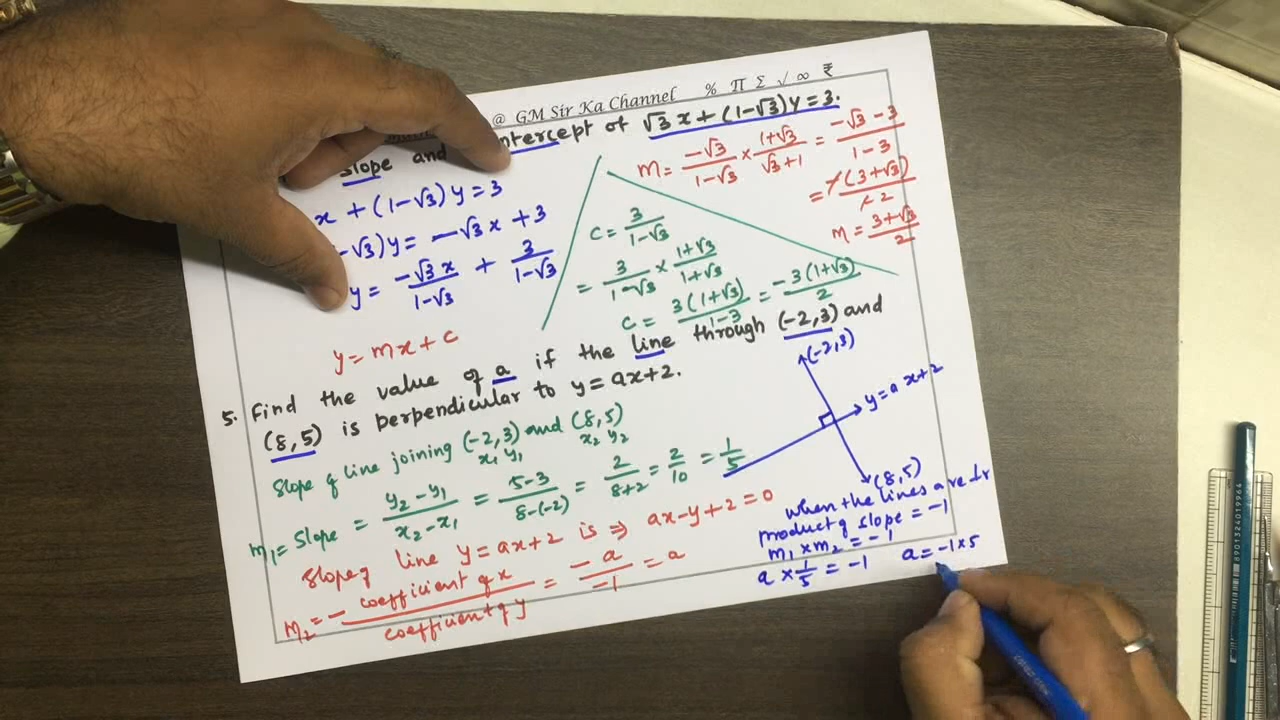 @ GM Sir Ka Channel % Π Σ √ ∞ ₹
slope and intercept of √3 x + (1-√3) y = 3.
x + (1-√3) y = 3
-√3) y = -√3 x + 3
y = -√3 x / 1-√3 + 3 / 1-√3
y = mx + c
m = -√3 / 1-√3 × 1+√3 / √3+1 = -√3 - 3 / 1-3
= -(3+√3) / -2
m = 3+√3 / 2
c = 3 / 1-√3
= 3 / 1-√3 × 1+√3 / 1+√3
c = 3(1+√3) / 1-3 = -3(1+√3) / 2
5. Find the value of a if the line through (-2,3) and
(8,5) is perpendicular to y = ax+2.
Slope of line joining (-2,3) and (8,5)
x1 y1 x2 y2
m1 = Slope = y2 - y1 / x2 - x1 = 5-3 / 8-(-2) = 2 / 8+2 = 2 / 10 = 1 / 5
Slope of line y = ax+2 is ⇒ ax-y+2=0
m2 = - coefficient of x / coefficient of y = -a / -1 = a
(-2,3)
y = a x+2
(8,5)
when the lines are ⊥r
product of slope = -1
m1 × m2 = -1
a × 1/5 = -1 a = -1×5
8901324019964